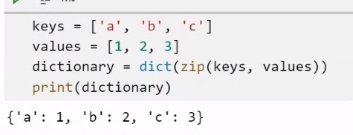 keys = ['a', 'b', 'c']
values = [1, 2, 3]
dictionary = dict(zip(keys, values))
print(dictionary)
{'a': 1, 'b': 2, 'c': 3}